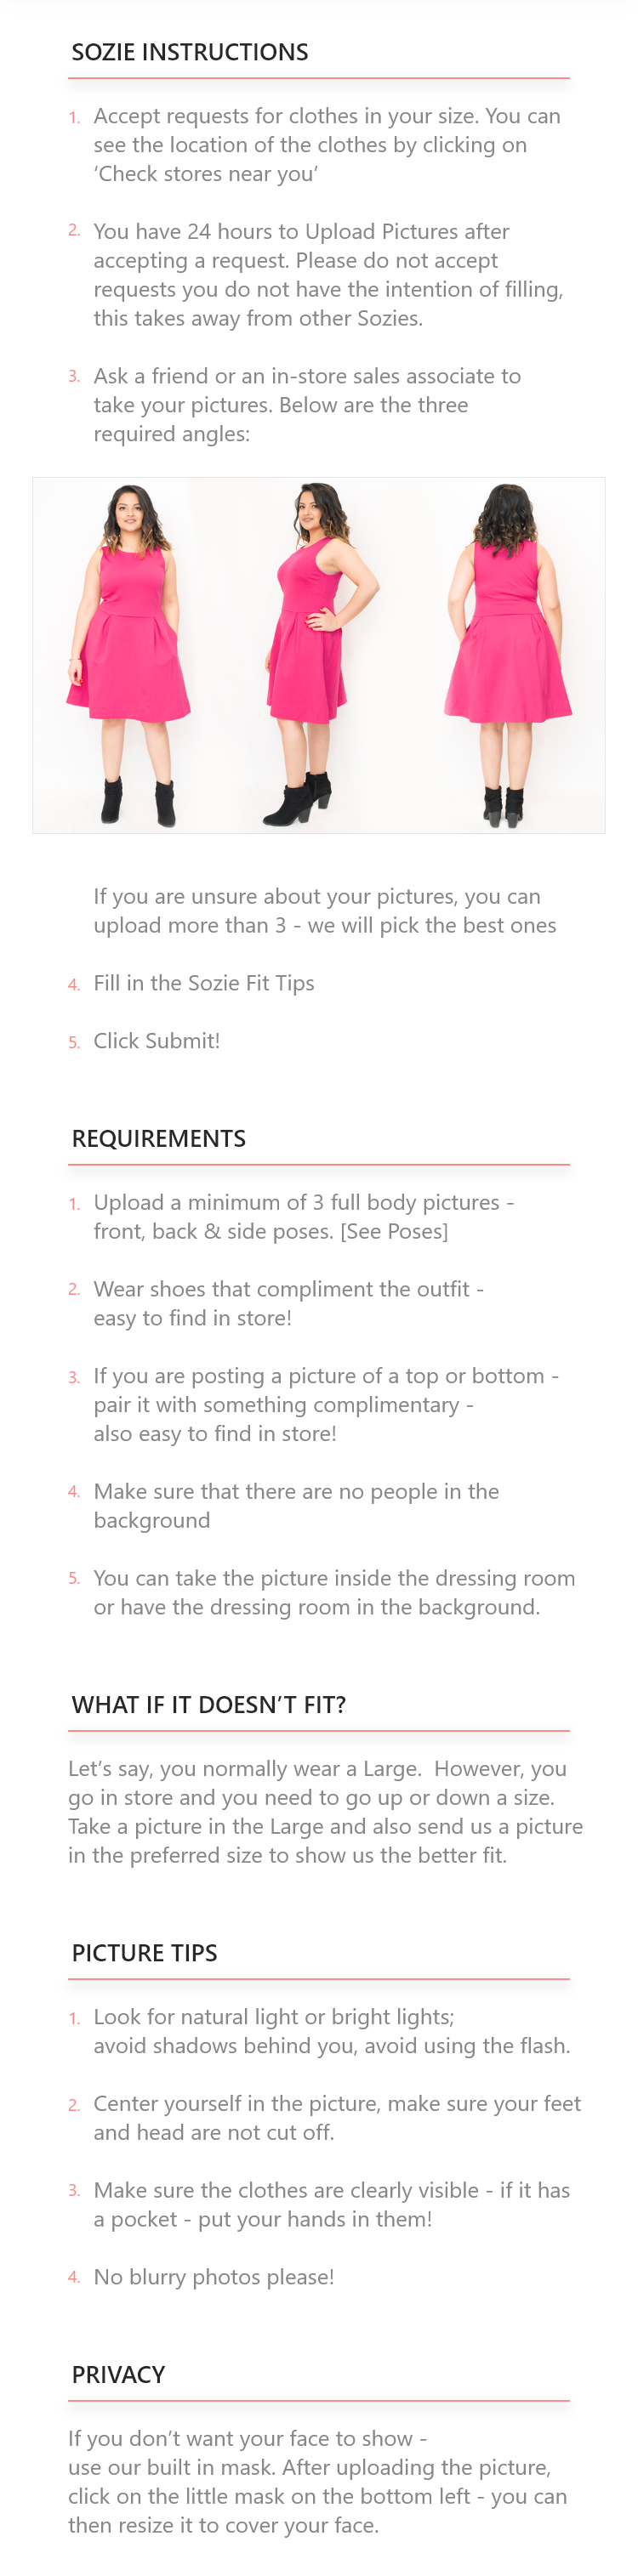 SOZIE INSTRUCTIONS
1. Accept requests for clothes in your size. You can
see the location of the clothes by clicking on
‘Check stores near you’
2. You have 24 hours to Upload Pictures after
accepting a request. Please do not accept
requests you do not have the intention of filling,
this takes away from other Sozies.
3. Ask a friend or an in-store sales associate to
take your pictures. Below are the three
required angles:
If you are unsure about your pictures, you can
upload more than 3 - we will pick the best ones
4. Fill in the Sozie Fit Tips
5. Click Submit!
REQUIREMENTS
1. Upload a minimum of 3 full body pictures -
front, back & side poses. [See Poses]
2. Wear shoes that compliment the outfit -
easy to find in store!
3. If you are posting a picture of a top or bottom -
pair it with something complimentary -
also easy to find in store!
4. Make sure that there are no people in the
background
5. You can take the picture inside the dressing room
or have the dressing room in the background.
WHAT IF IT DOESN’T FIT?
Let’s say, you normally wear a Large. However, you
go in store and you need to go up or down a size.
Take a picture in the Large and also send us a picture
in the preferred size to show us the better fit.
PICTURE TIPS
1. Look for natural light or bright lights;
avoid shadows behind you, avoid using the flash.
2. Center yourself in the picture, make sure your feet
and head are not cut off.
3. Make sure the clothes are clearly visible - if it has
a pocket - put your hands in them!
4. No blurry photos please!
PRIVACY
If you don’t want your face to show -
use our built in mask. After uploading the picture,
click on the little mask on the bottom left - you can
then resize it to cover your face.